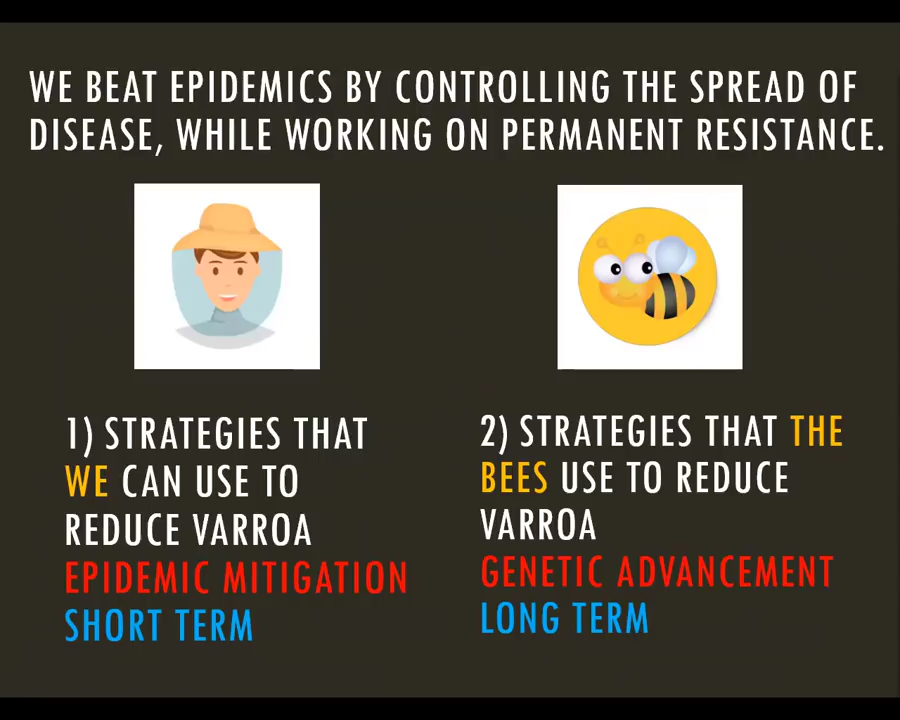 WE BEAT EPIDEMICS BY CONTROLLING THE SPREAD OF
DISEASE, WHILE WORKING ON PERMANENT RESISTANCE.
1) STRATEGIES THAT
WE CAN USE TO
REDUCE VARROA
EPIDEMIC MITIGATION
SHORT TERM
2) STRATEGIES THAT THE
BEES USE TO REDUCE
VARROA
GENETIC ADVANCEMENT
LONG TERM